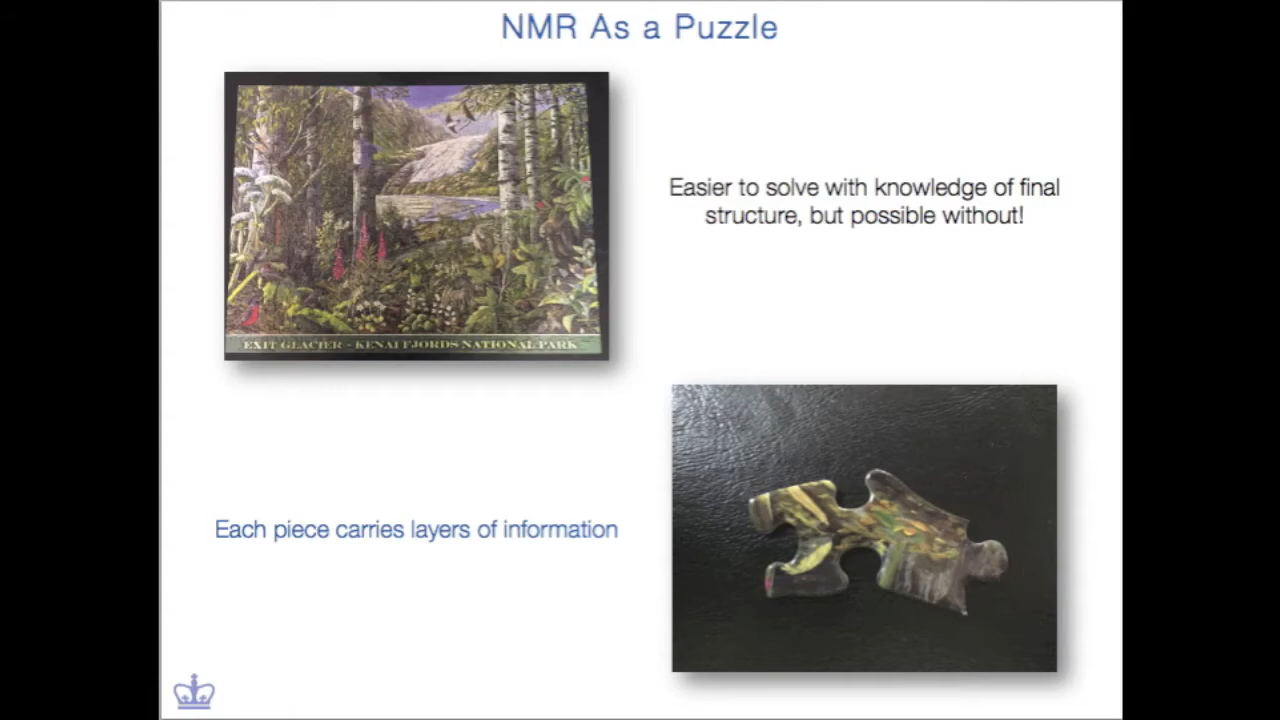 NMR As a Puzzle
Easier to solve with knowledge of final
structure, but possible without!
EXIT GLACIER - KENAI FJORDS NATIONAL PARK
Each piece carries layers of information